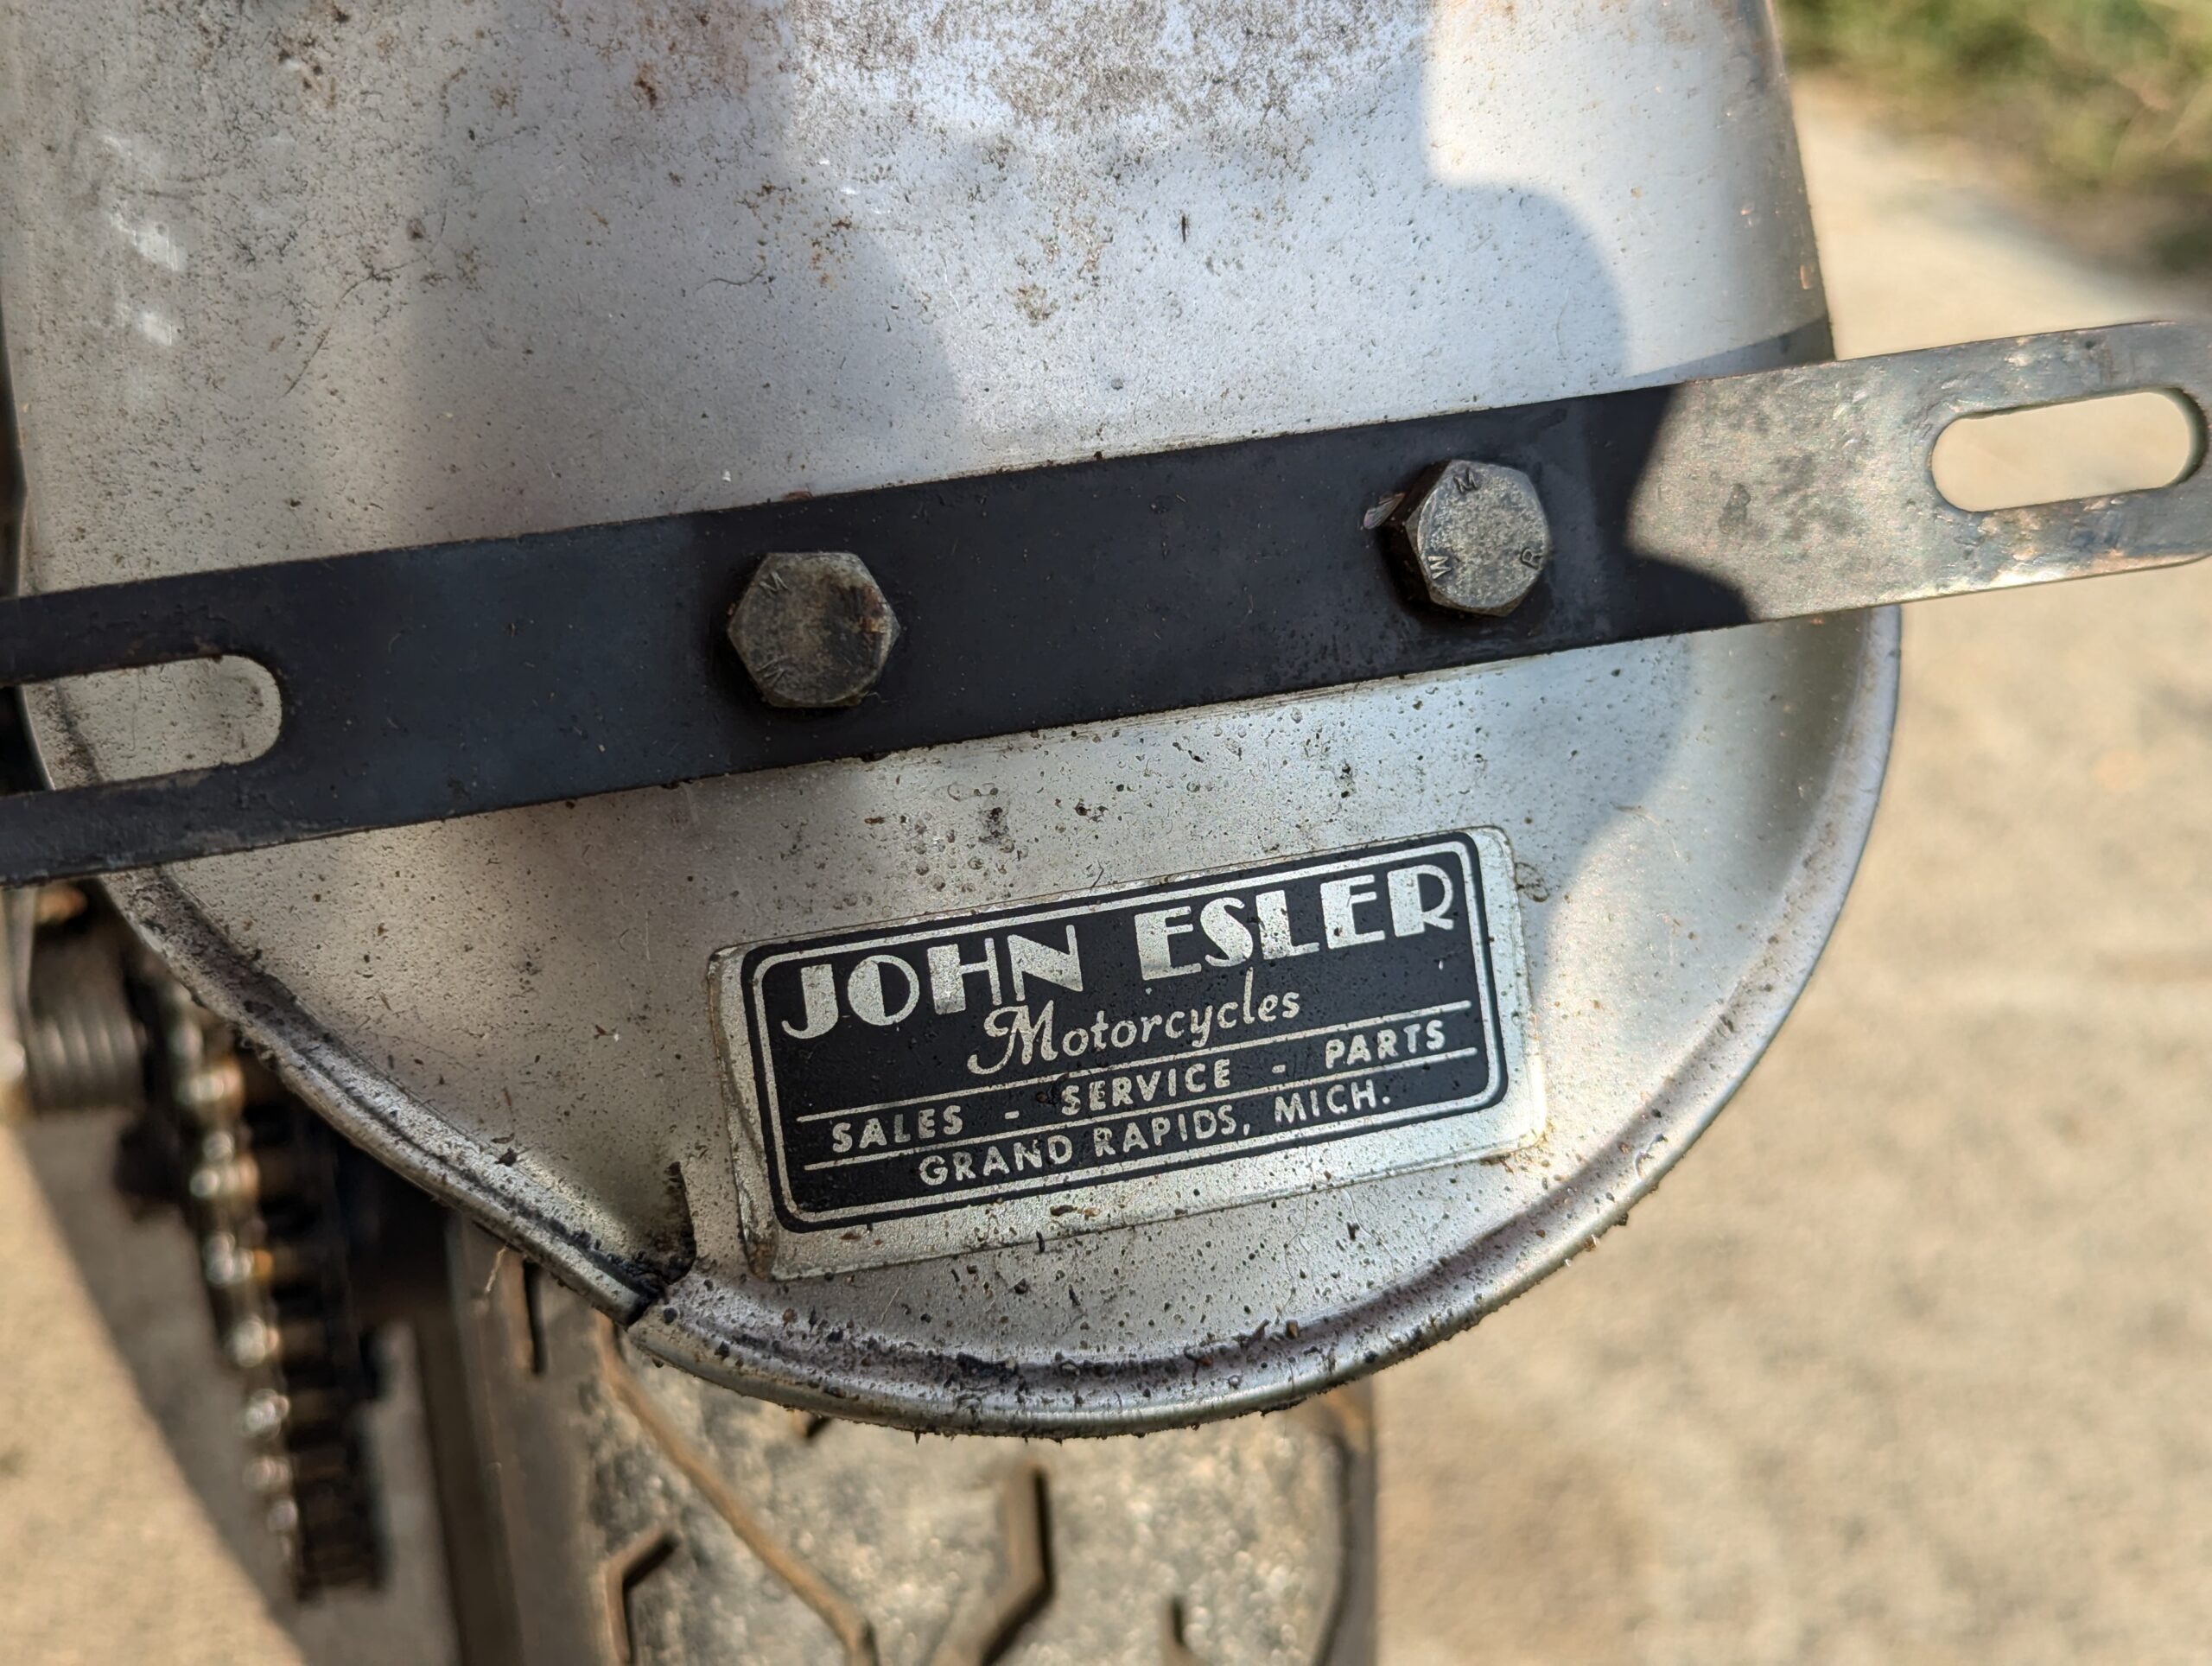 JOHN ESLER
Motorcycles
SALES - SERVICE - PARTS
GRAND RAPIDS, MICH.